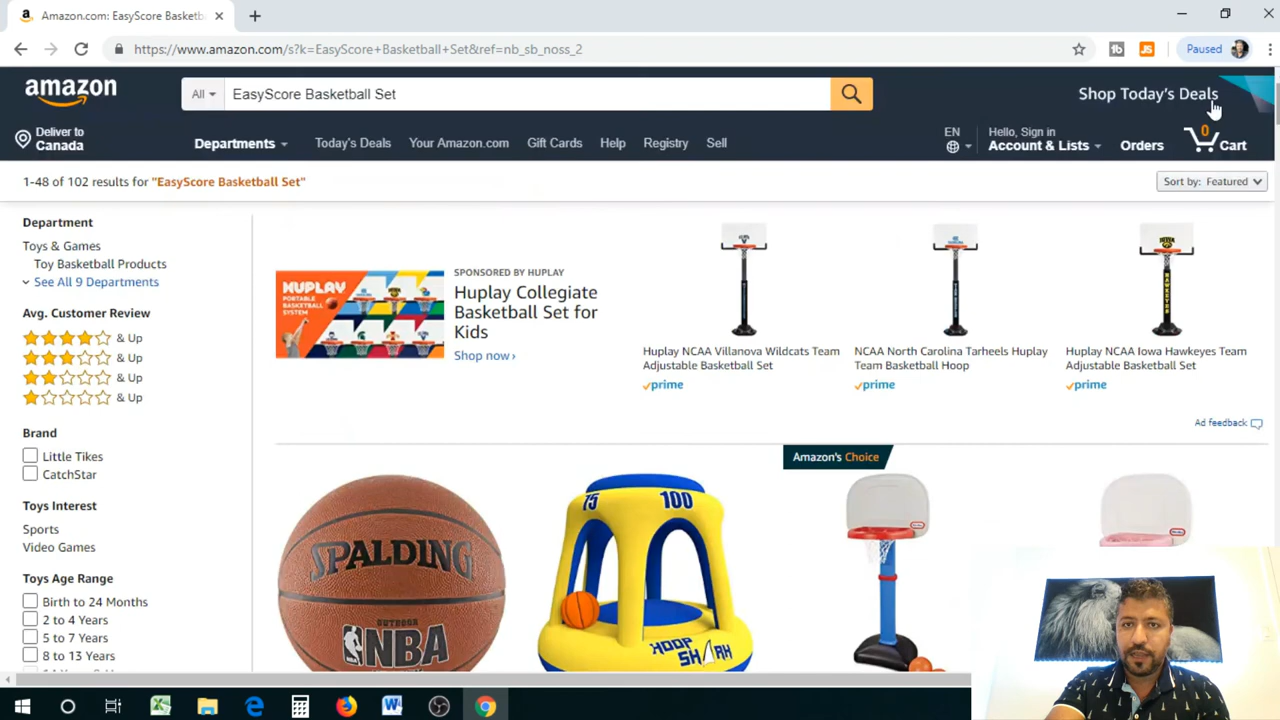 Amazon.com: EasyScore Basketb
https://www.amazon.com/s?k=EasyScore+Basketball+Set&ref=nb_sb_noss_2
Paused
amazon
All
EasyScore Basketball Set
Shop Today's Deals
Deliver to
Canada
Departments
Today's Deals
Your Amazon.com
Gift Cards
Help
Registry
Sell
EN
Hello, Sign in
Account & Lists
Orders
0
Cart
1-48 of 102 results for "EasyScore Basketball Set"
Sort by: Featured
Department
Toys & Games
Toy Basketball Products
See All 9 Departments
Avg. Customer Review
& Up
& Up
& Up
& Up
Brand
Little Tikes
CatchStar
Toys Interest
Sports
Video Games
Toys Age Range
Birth to 24 Months
2 to 4 Years
5 to 7 Years
8 to 13 Years
HUPLAY
PORTABLE
BASKETBALL
SYSTEM
SPONSORED BY HUPLAY
Huplay Collegiate
Basketball Set for
Kids
Shop now ›
Huplay NCAA Villanova Wildcats Team
Adjustable Basketball Set
prime
NCAA North Carolina Tarheels Huplay
Team Basketball Hoop
prime
Huplay NCAA Iowa Hawkeyes Team
Adjustable Basketball Set
prime
Ad feedback
Amazon's Choice
SPALDING
OUTDOOR
NBA
75
100
HOOP
SHARK